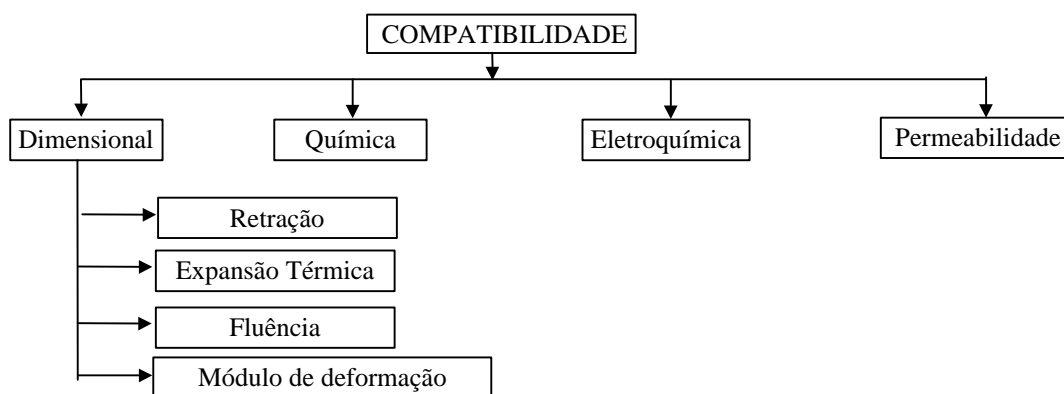 COMPATIBILIDADE
Dimensional
Química
Eletroquímica
Permeabilidade
Retração
Expansão Térmica
Fluência
Módulo de deformação